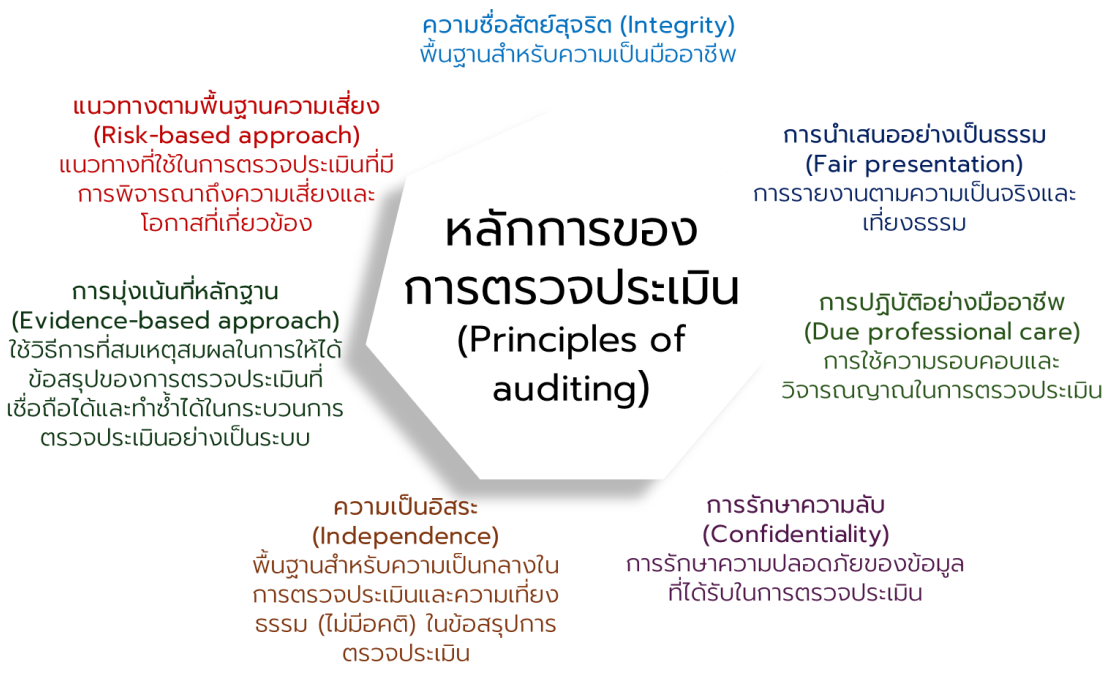 ความซื่อสัตย์สุจริต (Integrity)
พื้นฐานสำหรับความเป็นมืออาชีพ
แนวทางตามพื้นฐานความเสี่ยง
(Risk-based approach)
แนวทางที่ใช้ในการตรวจประเมินที่มี
การพิจารณาถึงความเสี่ยงและ
โอกาสที่เกี่ยวข้อง
การนำเสนออย่างเป็นธรรม
(Fair presentation)
การรายงานตามความเป็นจริงและ
เที่ยงธรรม
หลักการของ
การตรวจประเมิน
(Principles of
auditing)
การมุ่งเน้นที่หลักฐาน
(Evidence-based approach)
ใช้วิธีการที่สมเหตุสมผลในการให้ได้
ข้อสรุปของการตรวจประเมินที่
เชื่อถือได้และทำซ้ำได้ในกระบวนการ
ตรวจประเมินอย่างเป็นระบบ
การปฏิบัติอย่างมืออาชีพ
(Due professional care)
การใช้ความรอบคอบและ
วิจารณญาณในการตรวจประเมิน
ความเป็นอิสระ
(Independence)
พื้นฐานสำหรับความเป็นกลางใน
การตรวจประเมินและความเที่ยง
ธรรม (ไม่มีอคติ) ในข้อสรุปการ
ตรวจประเมิน
การรักษาความลับ
(Confidentiality)
การรักษาความปลอดภัยของข้อมูล
ที่ได้รับในการตรวจประเมิน